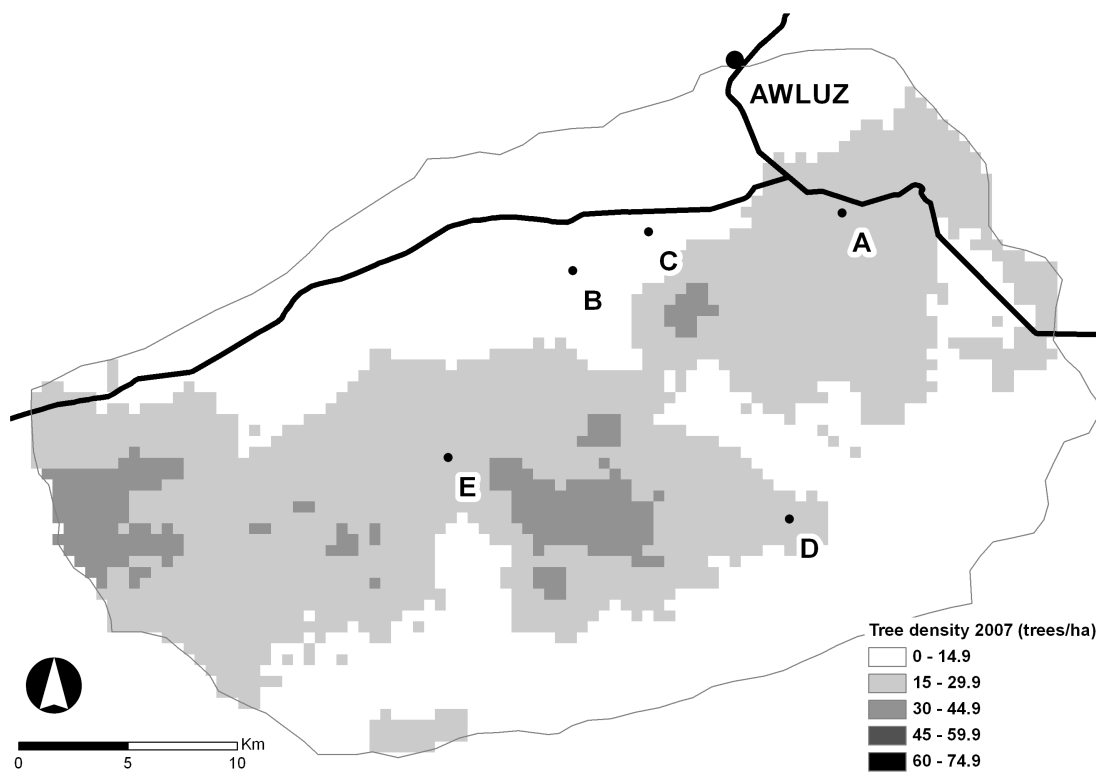 AWLUZ
A
C
B
E
D
Tree density 2007 (trees/ha)
0 - 14.9
15 - 29.9
30 - 44.9
45 - 59.9
60 - 74.9
Km
0 5 10